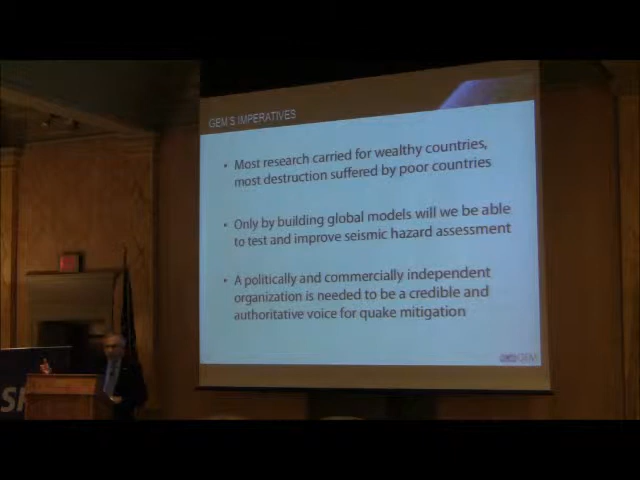 GEM'S IMPERATIVES
• Most research carried for wealthy countries,
most destruction suffered by poor countries
• Only by building global models will we be able
to test and improve seismic hazard assessment
• A politically and commercially independent
organization is needed to be a credible and
authoritative voice for quake mitigation
GEM